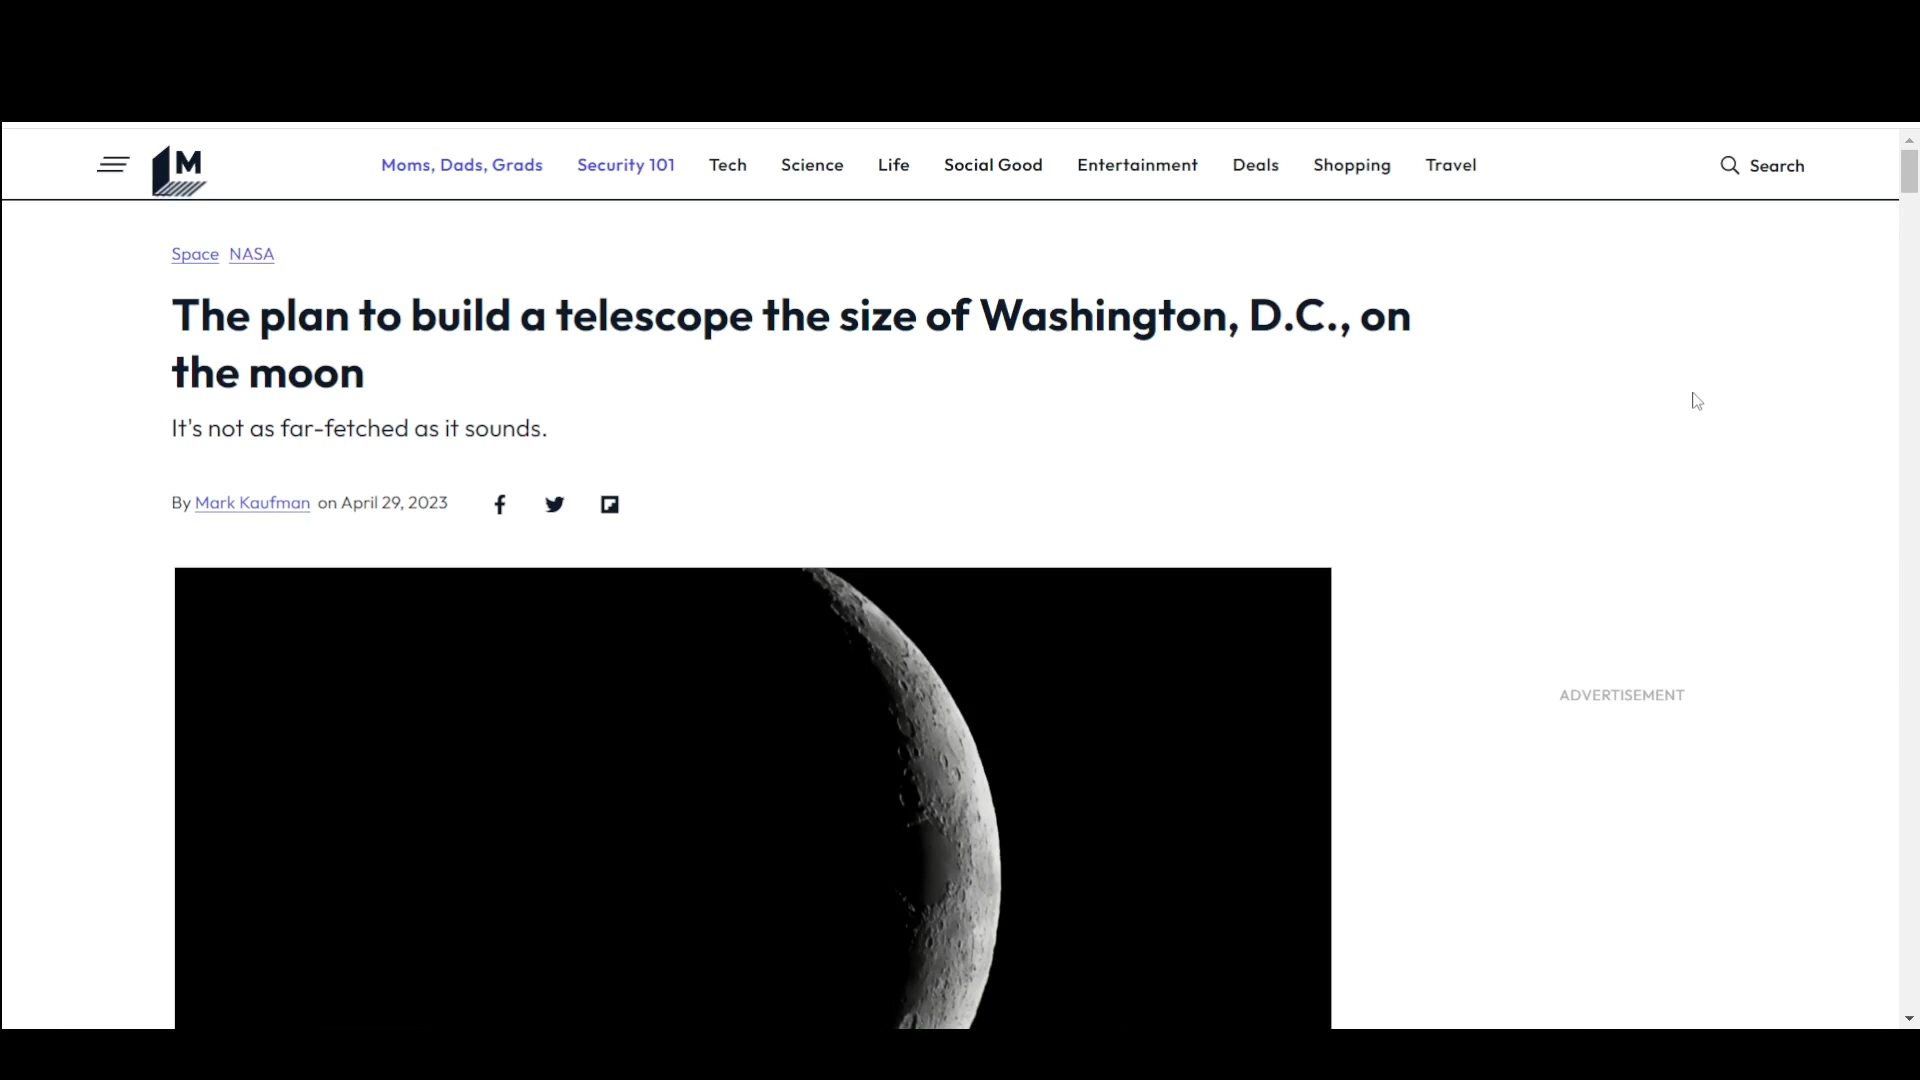 M
Moms, Dads, Grads Security 101 Tech Science Life Social Good Entertainment Deals Shopping Travel Search
Space NASA
The plan to build a telescope the size of Washington, D.C., on
the moon
It's not as far-fetched as it sounds.
By Mark Kaufman on April 29, 2023
ADVERTISEMENT